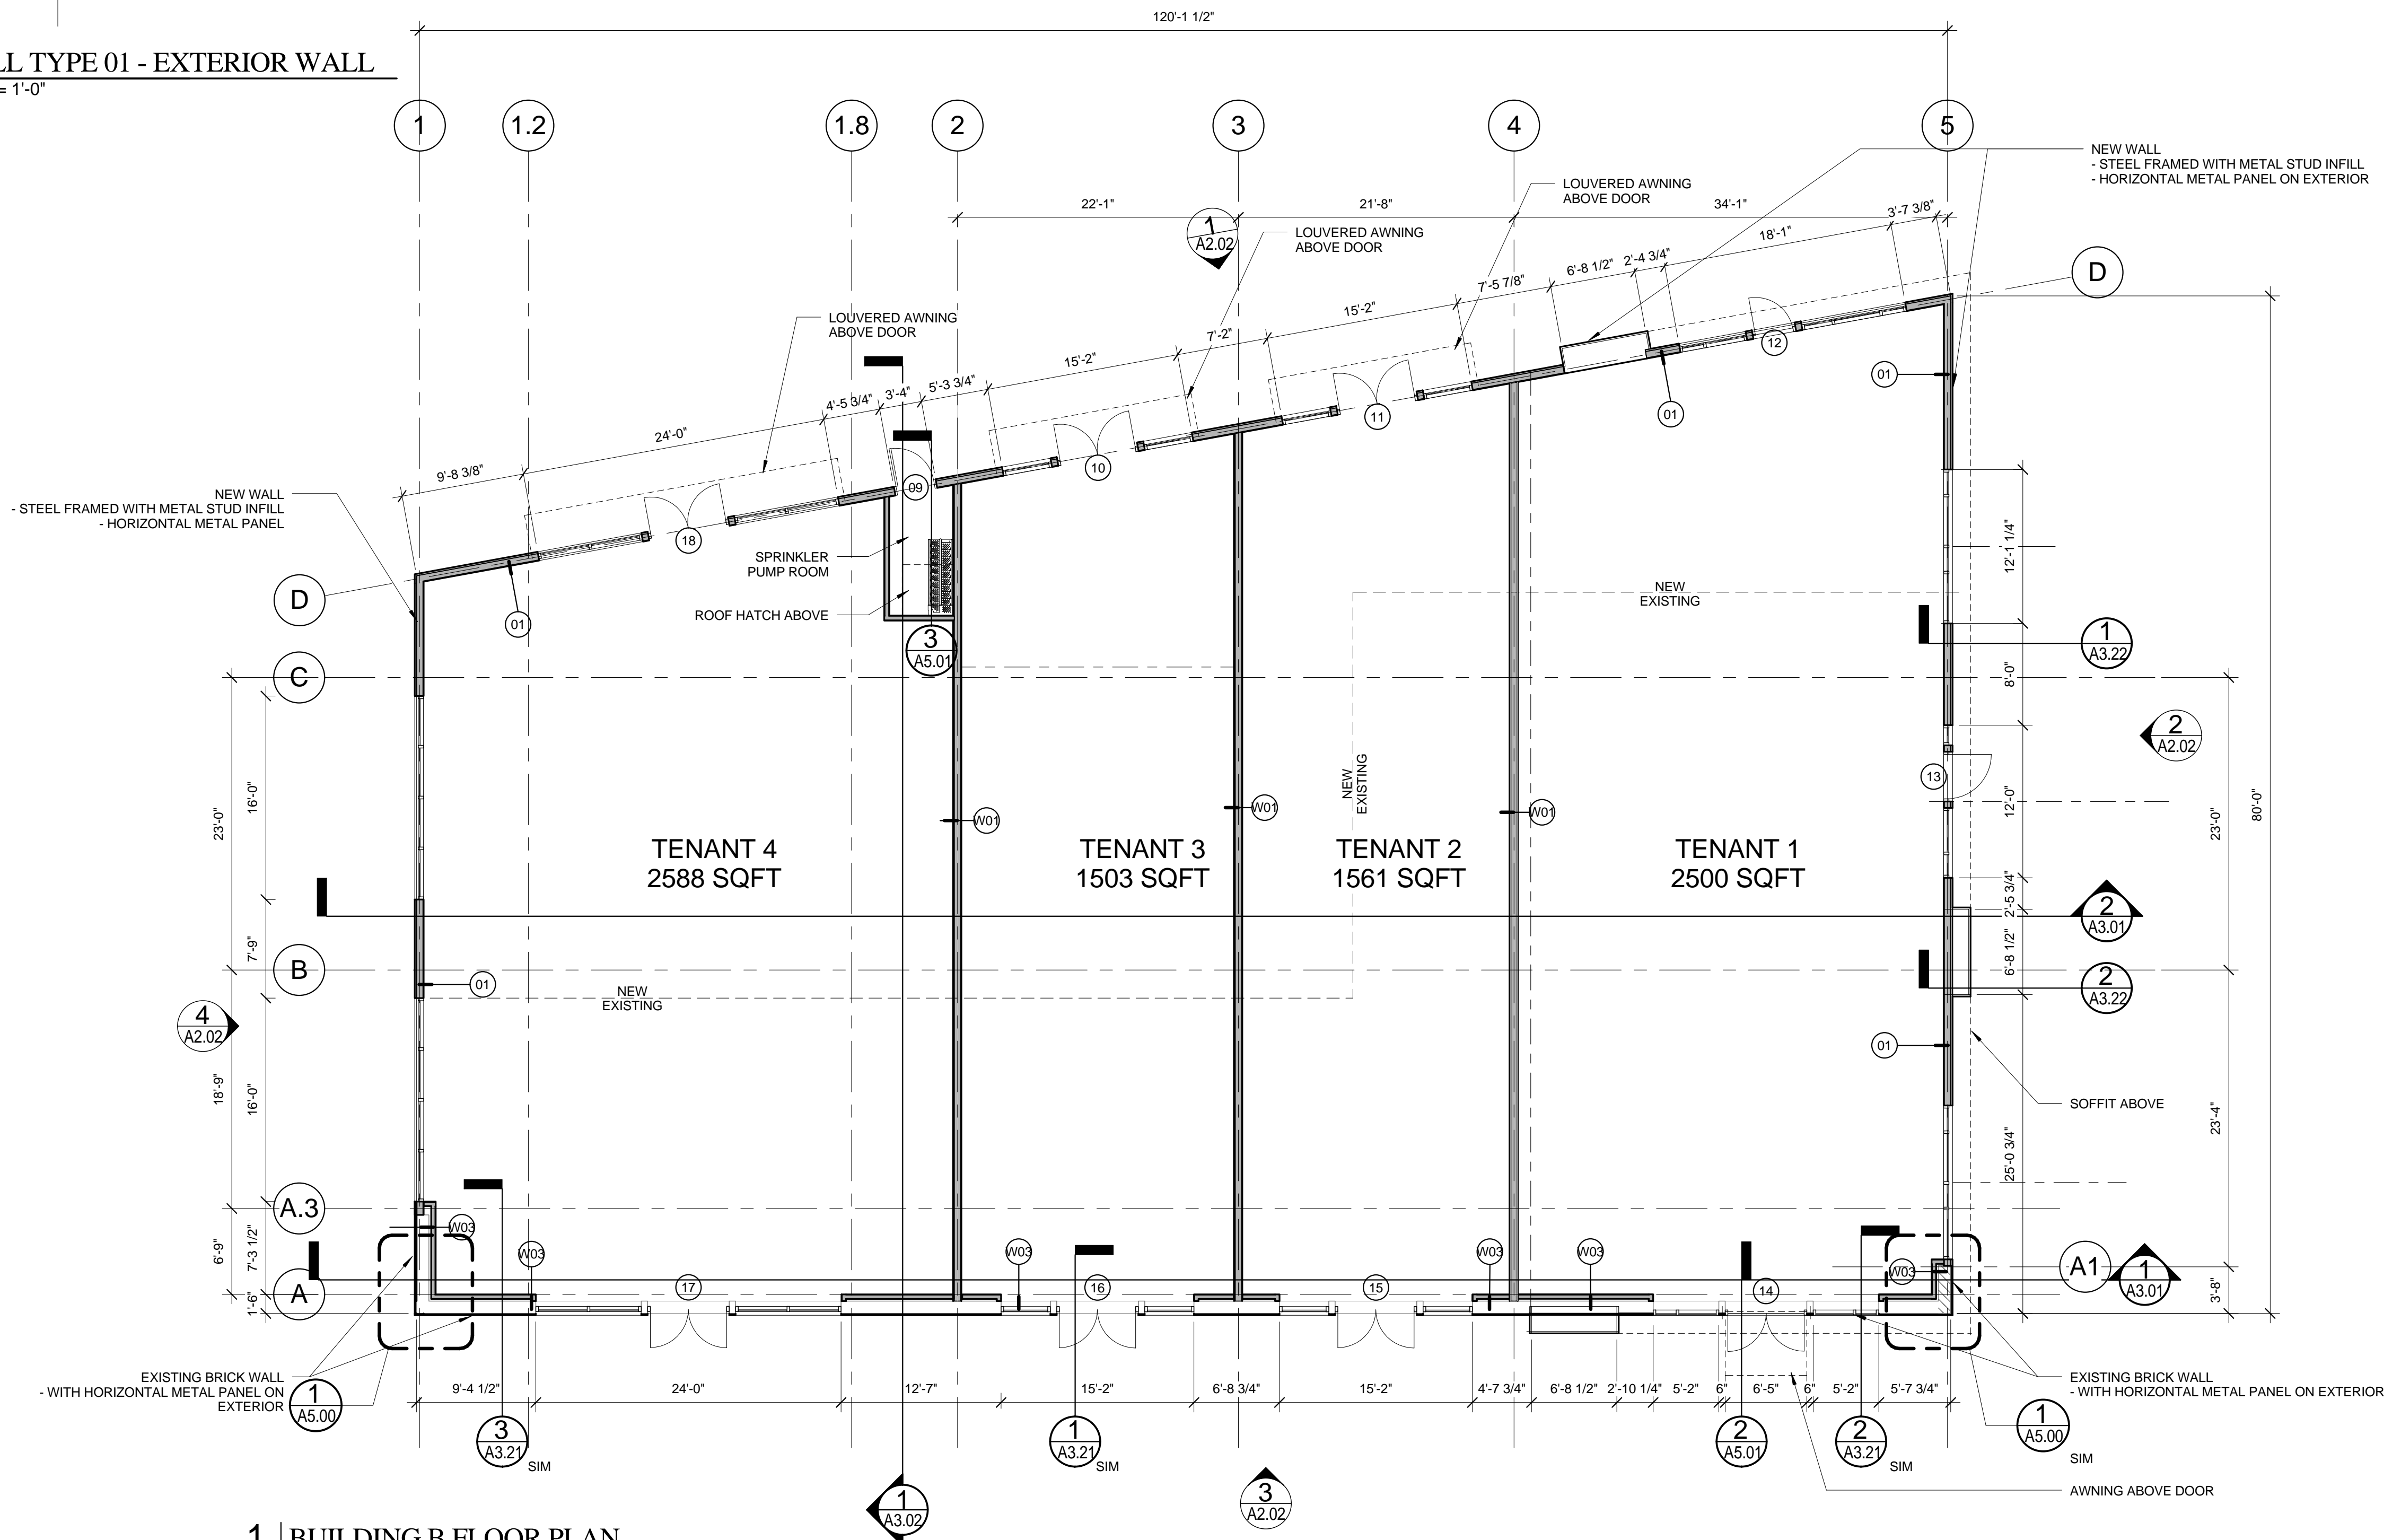 120'-1 1/2"
LL TYPE 01 - EXTERIOR WALL
= 1'-0"
1
1.2
1.8
2
3
4
5
NEW WALL
- STEEL FRAMED WITH METAL STUD INFILL
- HORIZONTAL METAL PANEL ON EXTERIOR
LOUVERED AWNING
ABOVE DOOR
22'-1"
21'-8"
34'-1"
1
A2.02
LOUVERED AWNING
ABOVE DOOR
3'-7 3/8"
18'-1"
2'-4 3/4"
6'-8 1/2"
7'-5 7/8"
15'-2"
7'-2"
15'-2"
5'-3 3/4"
3'-4"
4'-5 3/4"
24'-0"
9'-8 3/8"
D
LOUVERED AWNING
ABOVE DOOR
12
01
01
11
10
09
18
NEW WALL
- STEEL FRAMED WITH METAL STUD INFILL
- HORIZONTAL METAL PANEL
SPRINKLER
PUMP ROOM
ROOF HATCH ABOVE
D
01
3
A5.01
NEW
EXISTING
12'-1 1/4"
1
A3.22
C
8'-0"
2
A2.02
13
NEW
EXISTING
16'-0"
23'-0"
12'-0"
23'-0"
80'-0"
W01
W01
W01
TENANT 4
2588 SQFT
TENANT 3
1503 SQFT
TENANT 2
1561 SQFT
TENANT 1
2500 SQFT
2'-5 3/4"
2
A3.01
7'-9"
6'-8 1/2"
B
01
NEW
EXISTING
2
A3.22
4
A2.02
01
18'-9"
16'-0"
SOFFIT ABOVE
25'-0 3/4"
23'-4"
A.3
6'-9"
7'-3 1/2"
W03
W03
W03
W03
W03
W03
A1
1
A3.01
A
1'-6"
17
16
15
14
3'-8"
EXISTING BRICK WALL
- WITH HORIZONTAL METAL PANEL ON
EXTERIOR
1
A5.00
9'-4 1/2"
24'-0"
12'-7"
15'-2"
6'-8 3/4"
15'-2"
4'-7 3/4"
6'-8 1/2"
2'-10 1/4"
5'-2"
6"
6'-5"
6"
5'-2"
5'-7 3/4"
EXISTING BRICK WALL
- WITH HORIZONTAL METAL PANEL ON EXTERIOR
1
A5.00
SIM
3
A3.21
SIM
1
A3.21
SIM
2
A5.01
2
A3.21
SIM
AWNING ABOVE DOOR
1
A3.02
3
A2.02
1
BUILDING B FLOOR PLAN